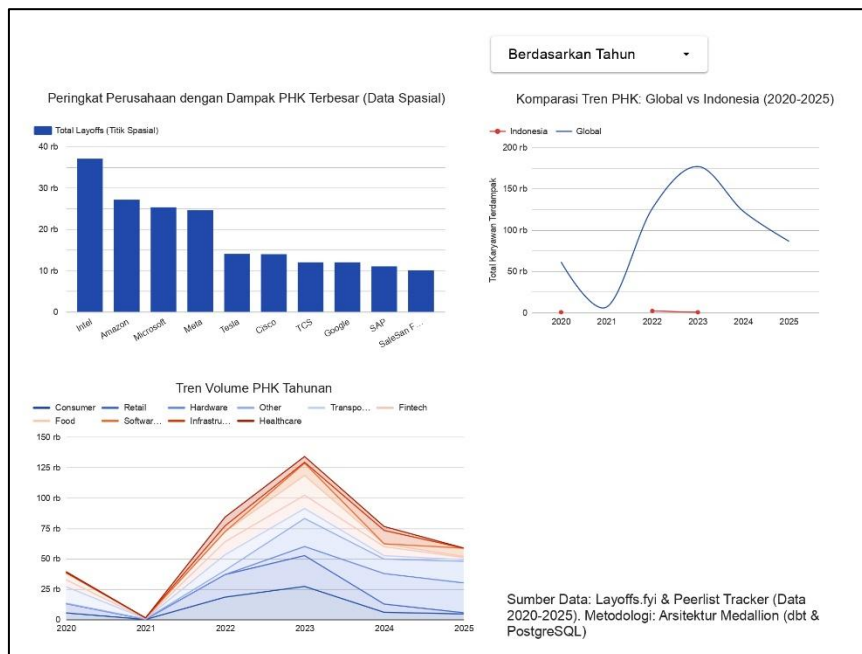 Berdasarkan Tahun
Peringkat Perusahaan dengan Dampak PHK Terbesar (Data Spasial)
Total Layoffs (Titik Spasial)
40 rb
30 rb
20 rb
10 rb
0
Intel
Amazon
Microsoft
Meta
Tesla
Cisco
TCS
Google
SAP
SaleSan F...
Komparasi Tren PHK: Global vs Indonesia (2020-2025)
Indonesia Global
Total Karyawan Terdampak
200 rb
150 rb
100 rb
50 rb
0
2020 2021 2022 2023 2024 2025
Tren Volume PHK Tahunan
Consumer Retail Hardware Other Transpo... Fintech
Food Softwar... Infrastru... Healthcare
150 rb
125 rb
100 rb
75 rb
50 rb
25 rb
0
2020 2021 2022 2023 2024 2025
Sumber Data: Layoffs.fyi & Peerlist Tracker (Data
2020-2025). Metodologi: Arsitektur Medallion (dbt &
PostgreSQL)